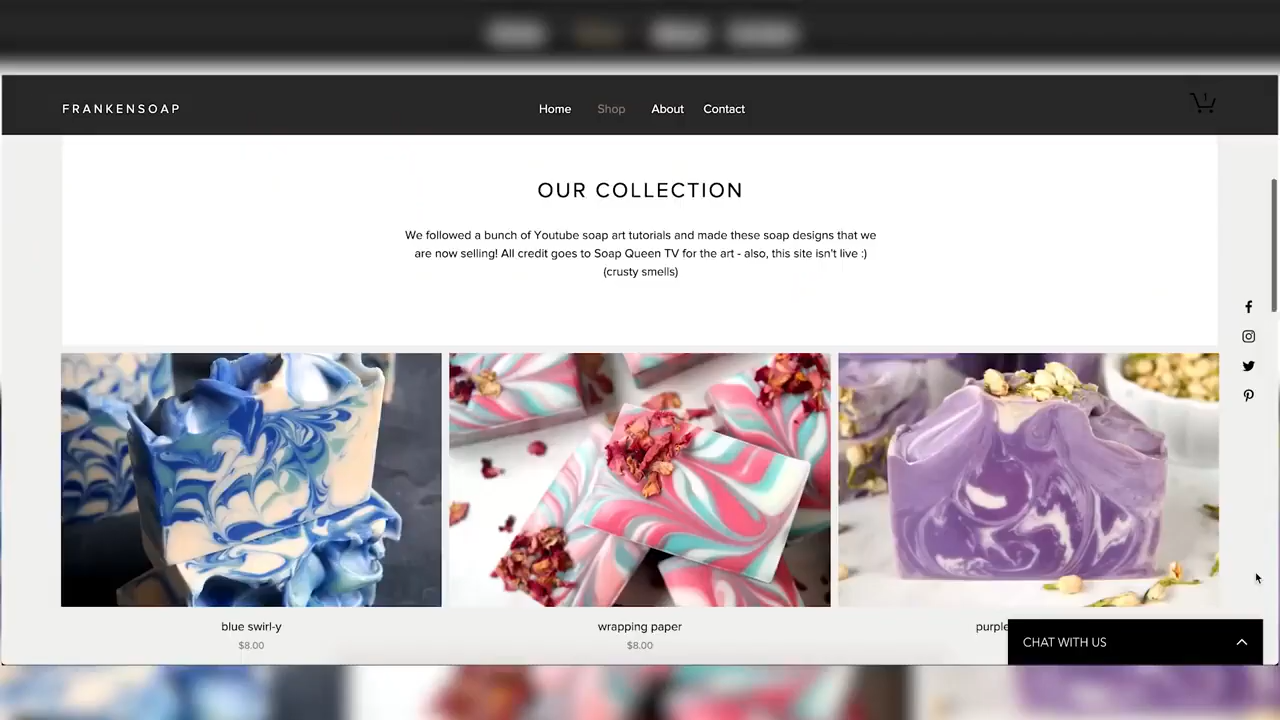 FRANKENSOAP
Home Shop About Contact
1
OUR COLLECTION
We followed a bunch of Youtube soap art tutorials and made these soap designs that we
are now selling! All credit goes to Soap Queen TV for the art - also, this site isn't live :)
(crusty smells)
blue swirl-y
$8.00
wrapping paper
$8.00
purple
CHAT WITH US